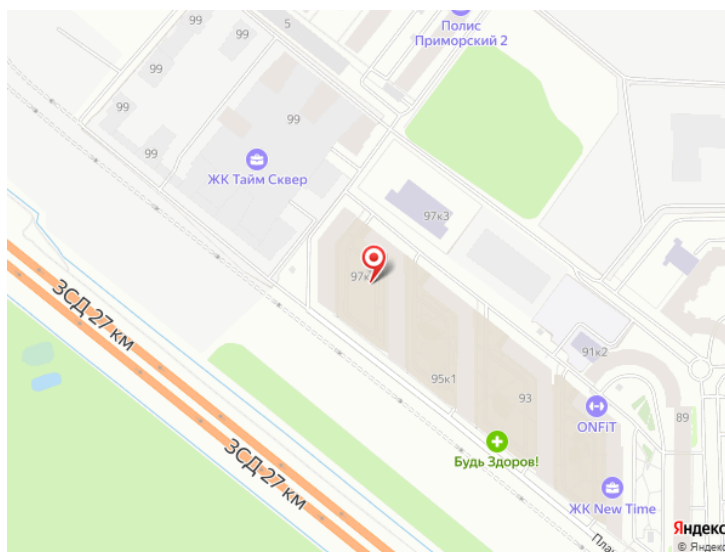 5
Полис
Приморский 2
99
99
99
99
99
99
ЖК Тайм Сквер
97к3
97к
ЗСД 27 км
91к2
95к1
93
89
ONFIT
ЗСД 27 км
Будь Здоров!
ЖК New Time
Яндекс
© Яндекс